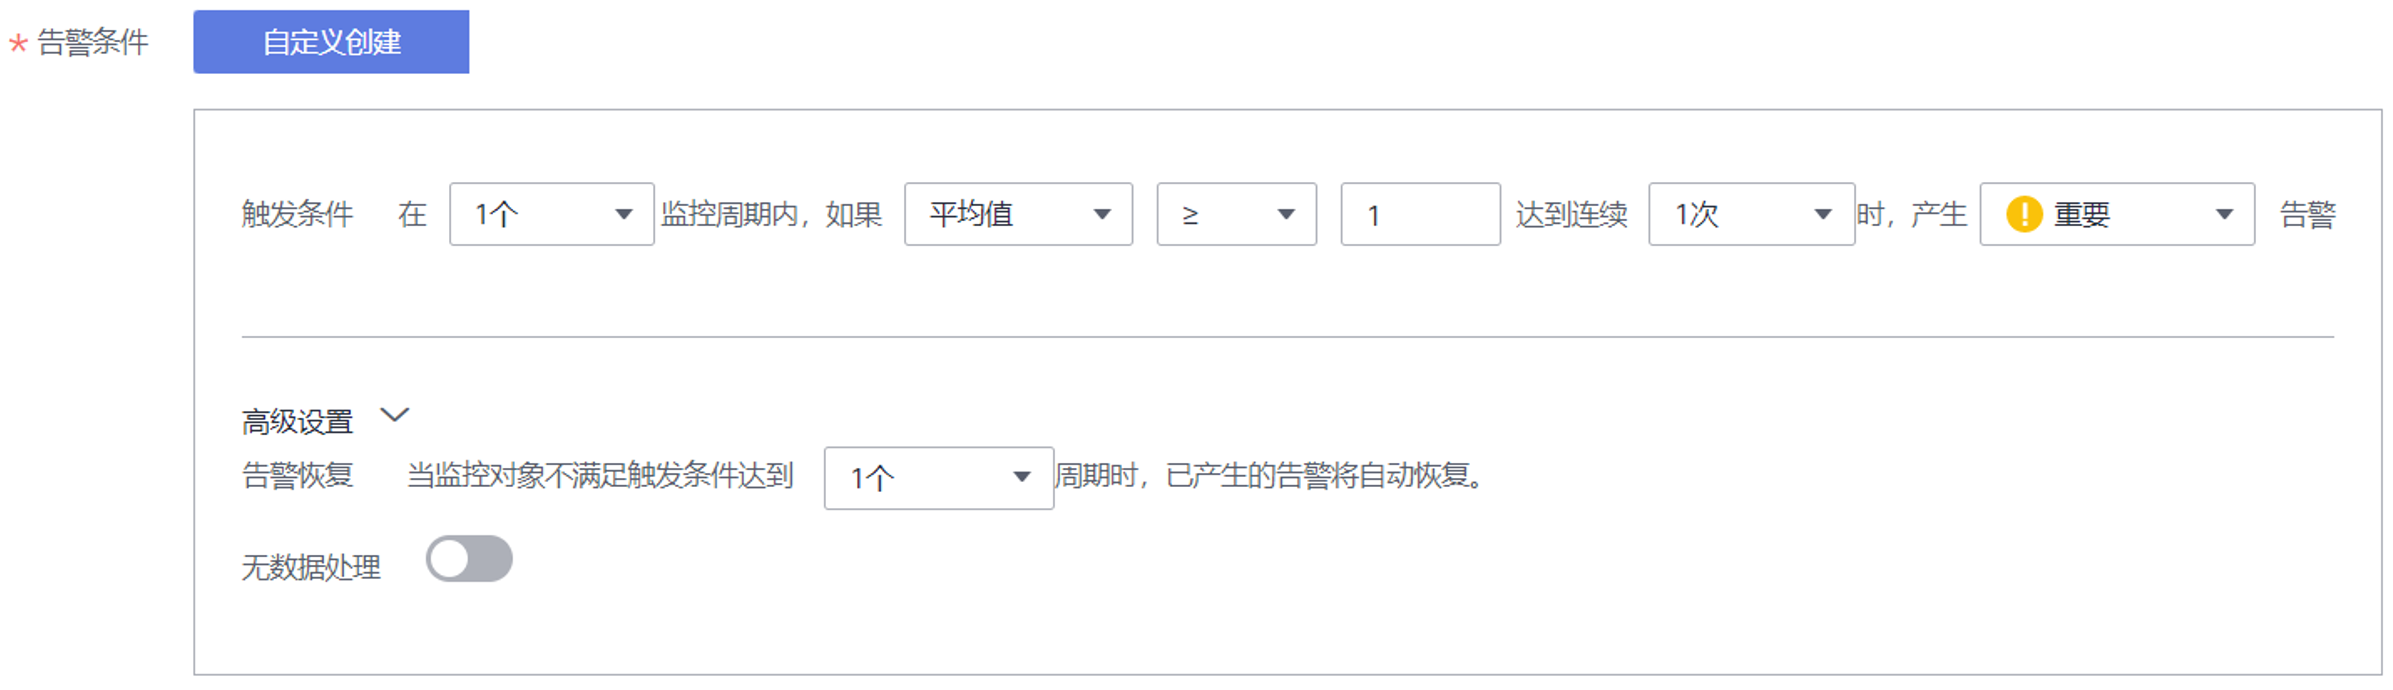 * 告警条件 自定义创建
触发条件 在 1个 监控周期内，如果 平均值 ≥ 1 达到连续 1次 时，产生 重要 告警
高级设置
告警恢复 当监控对象不满足触发条件达到 1个 周期时，已产生的告警将自动恢复。
无数据处理